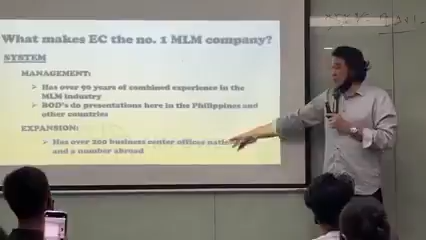 What makes EC the no. 1 MLM company?
SYSTEM
MANAGEMENT:
➤ Has over 90 years of combined experience in the
MLM industry
➤ BOD's do presentations here in the Philippines and
other countries
EXPANSION:
➤ Has over 200 business center offices
and a number abroad